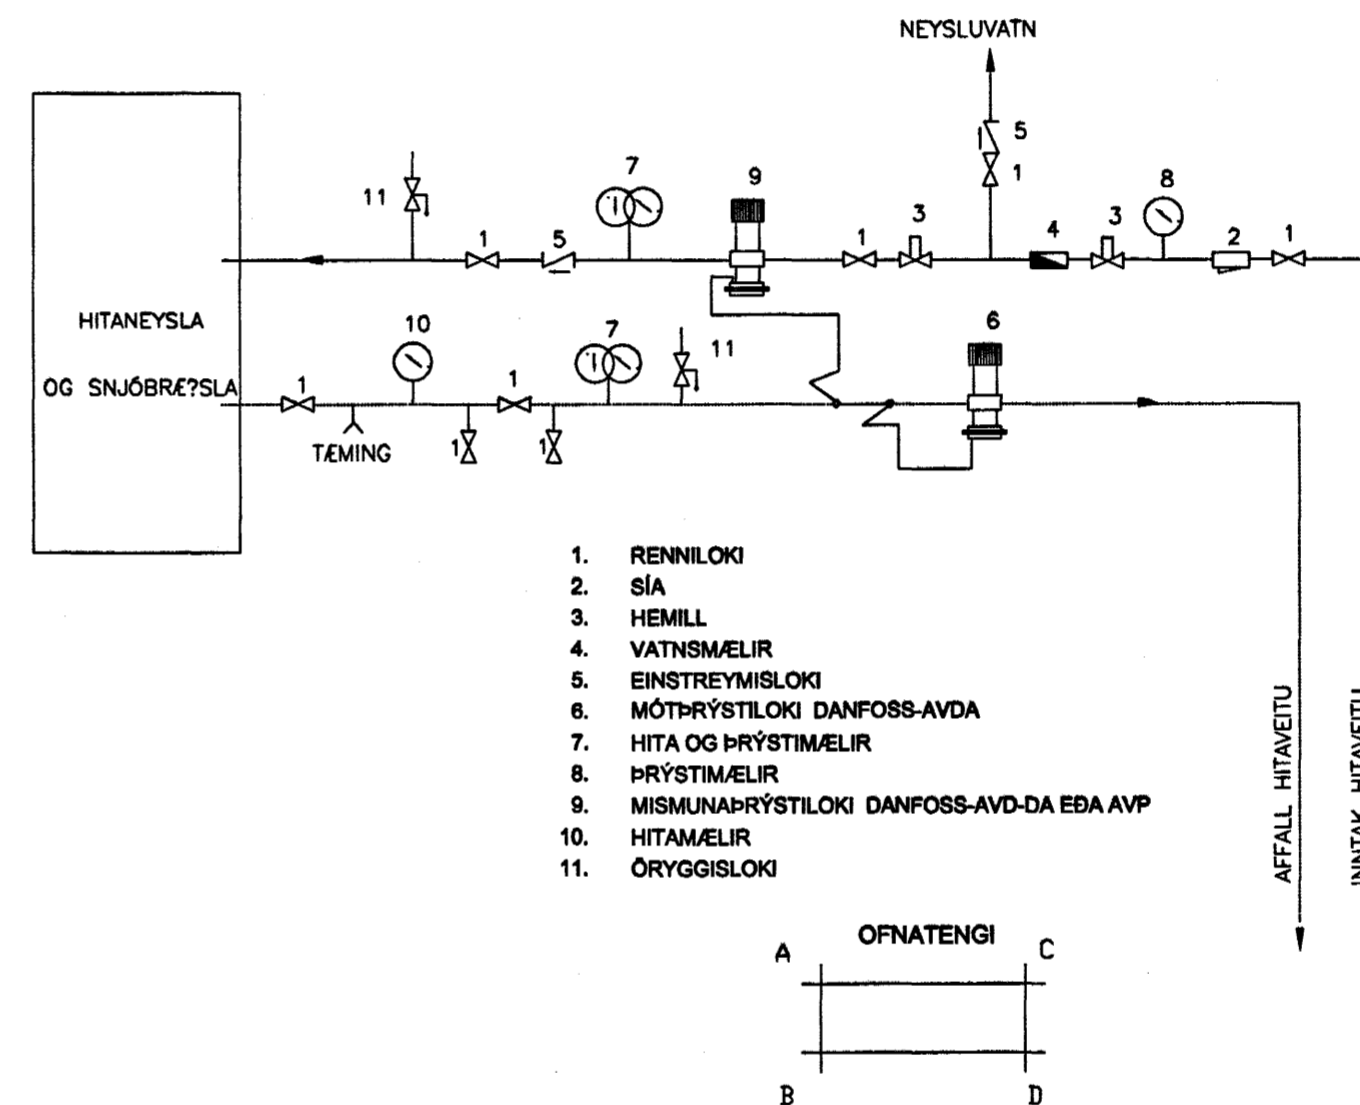 NEYSLUVATN
5
1
7
9
8
11
3
3
1
5
1
4
2
1
HITANEYSLA
OG SNJÓBRÆ?SLA
10
7
11
6
1
1
TÆMING
1
1
1. RENNILOKI
2. SÍA
3. HEMILL
4. VATNSMÆLIR
5. EINSTREYMISLOKI
6. MÓTÞRÝSTILOKI DANFOSS-AVDA
7. HITA OG ÞRÝSTIMÆLIR
8. ÞRÝSTIMÆLIR
9. MISMUNAÞRÝSTILOKI DANFOSS-AVD-DA EÐA AVP
10. HITAMÆLIR
11. ÖRYGGISLOKI
AFFALL HITAVEITU
INNTAK HITAVEITU
OFNATENGI
A
C
B
D